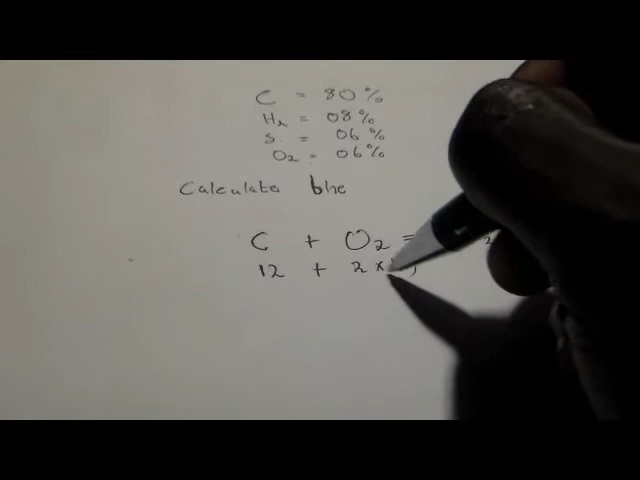 C = 80%
H2 = 08%
S = 06%
O2 = 06%
Calculate the
C + O2 =
12 + 2 ×